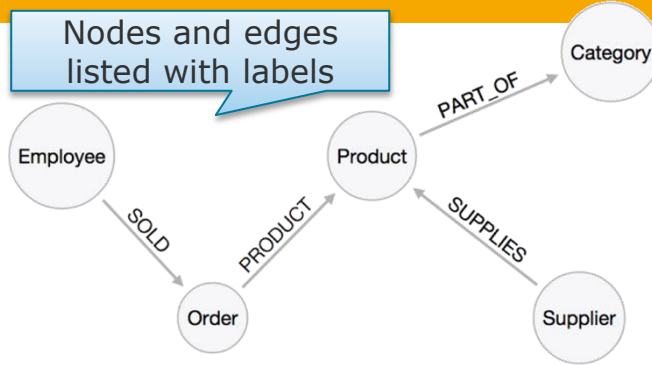 Nodes and edges
listed with labels
Category
PART_OF
Employee
Product
SOLD
PRODUCT
SUPPLIES
Order
Supplier